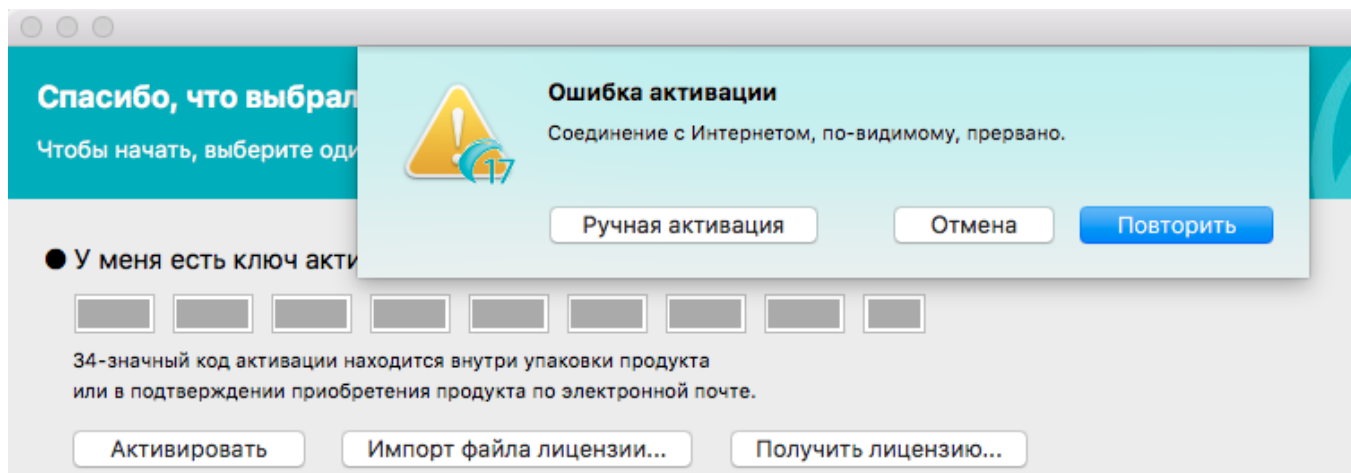 Спасибо, что выбрал
Чтобы начать, выберите оди
Ошибка активации
Соединение с Интернетом, по-видимому, прервано.
17
Ручная активация
Отмена
Повторить
У меня есть ключ акти
34-значный код активации находится внутри упаковки продукта
или в подтверждении приобретения продукта по электронной почте.
Активировать
Импорт файла лицензии...
Получить лицензию...